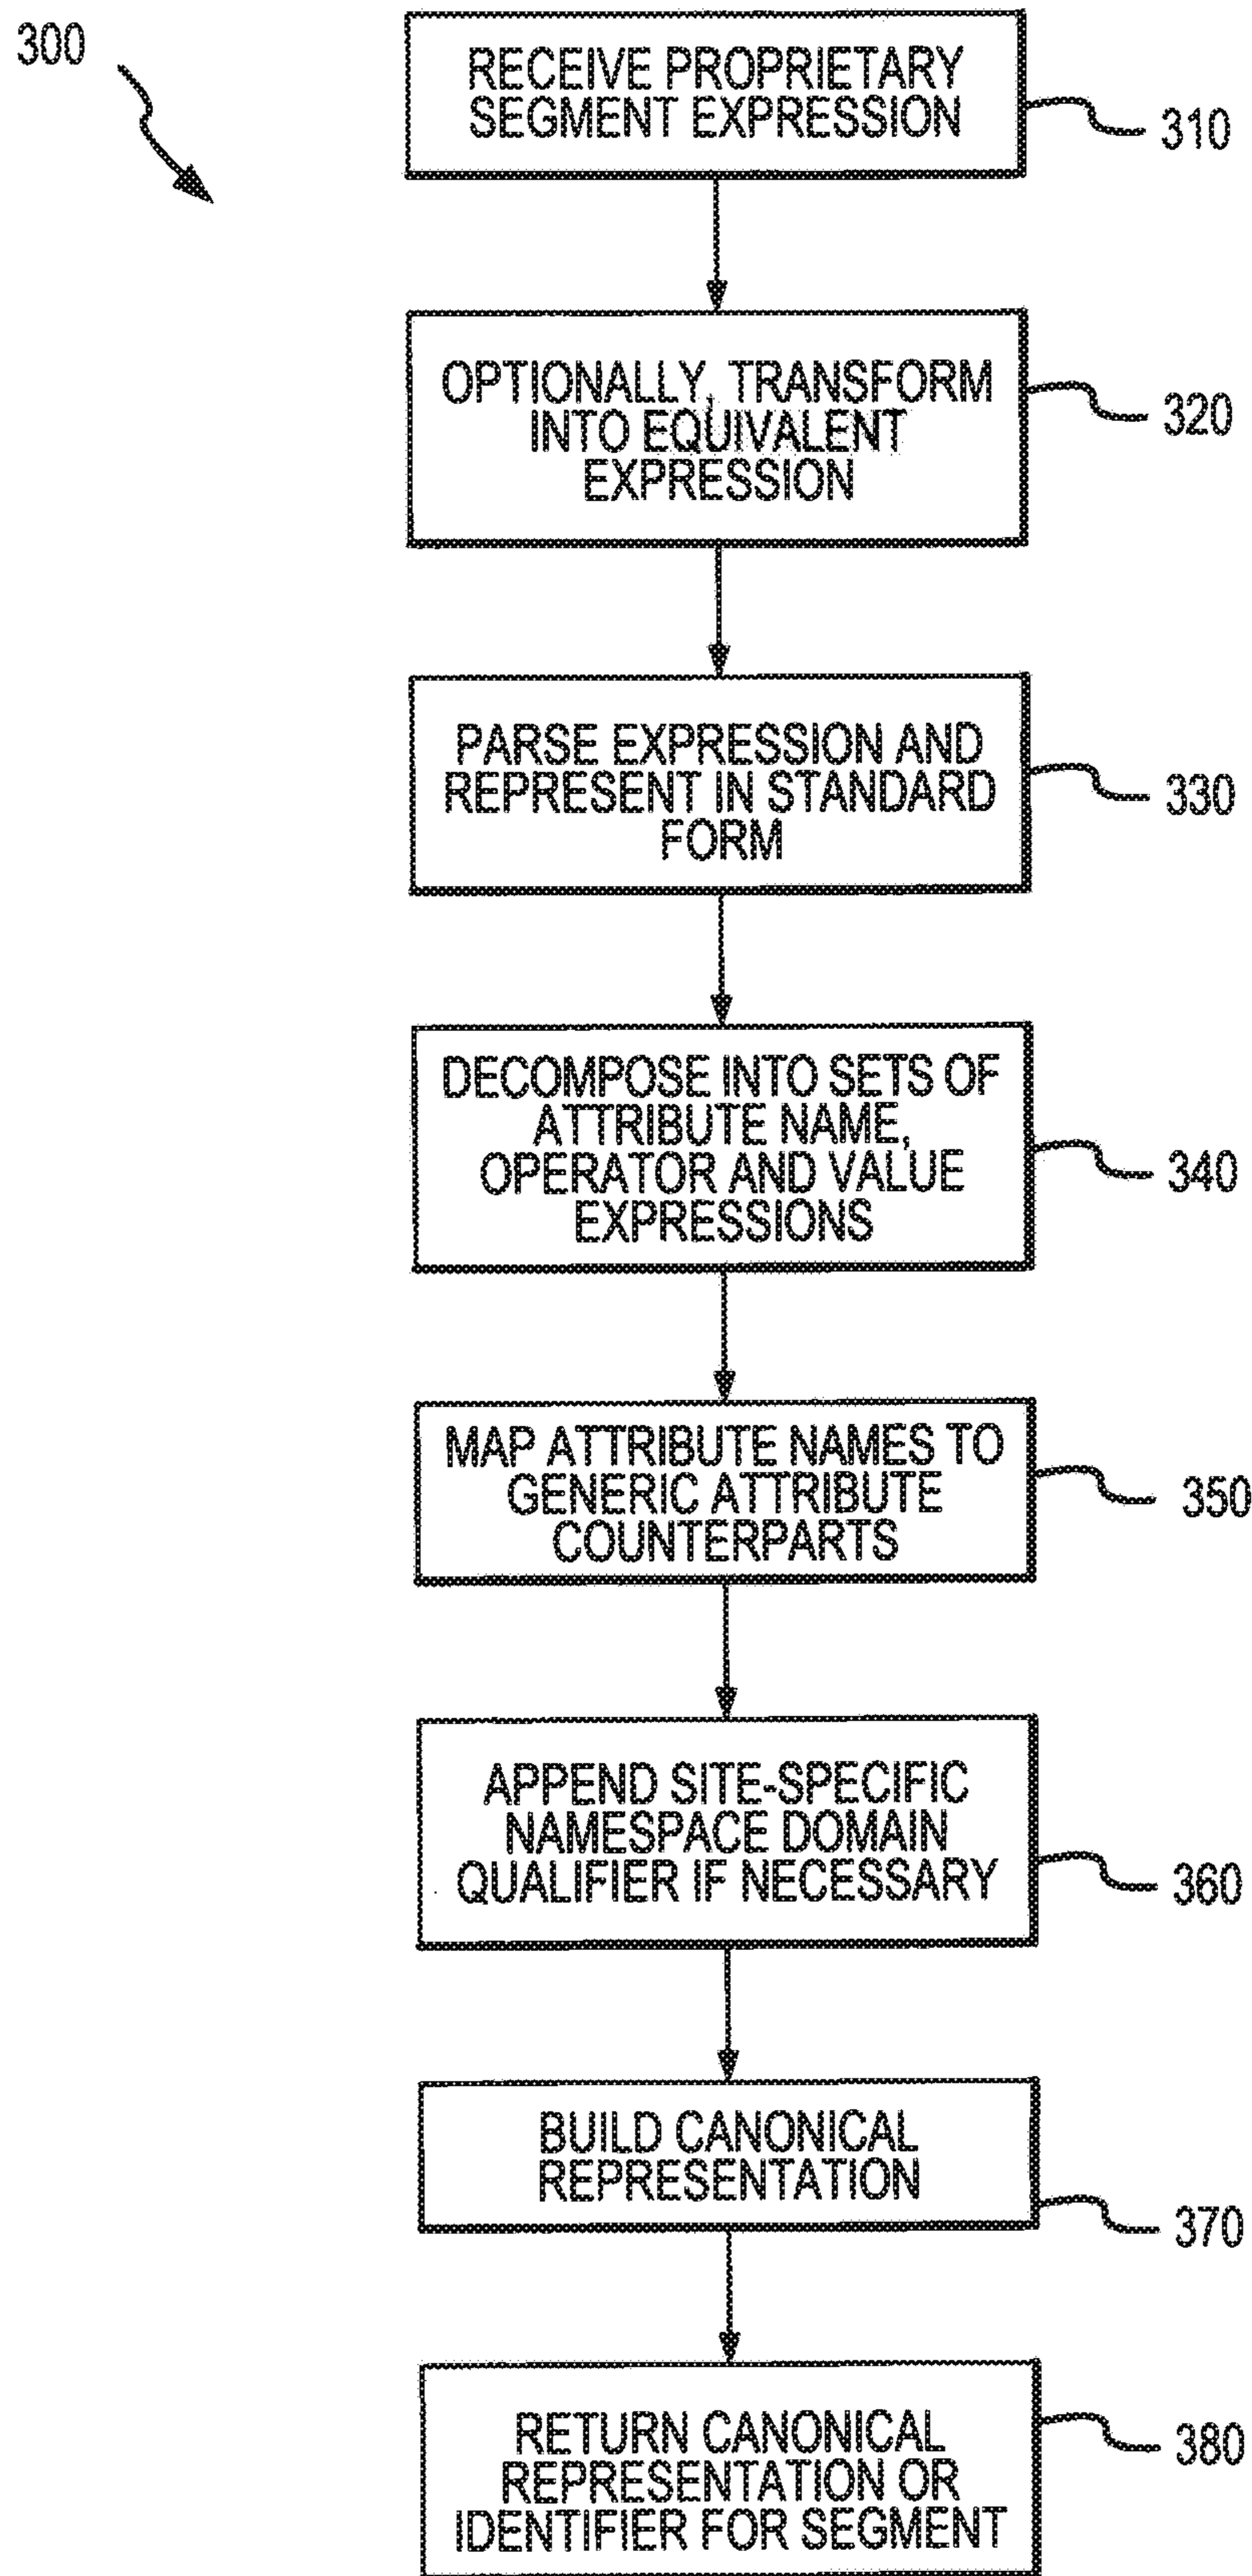 300
RECEIVE PROPRIETARY
SEGMENT EXPRESSION
310
OPTIONALLY, TRANSFORM
INTO EQUIVALENT
EXPRESSION
320
PARSE EXPRESSION AND
REPRESENT IN STANDARD
FORM
330
DECOMPOSE INTO SETS OF
ATTRIBUTE NAME,
OPERATOR AND VALUE
EXPRESSIONS
340
MAP ATTRIBUTE NAMES TO
GENERIC ATTRIBUTE
COUNTERPARTS
350
APPEND SITE-SPECIFIC
NAMESPACE DOMAIN
QUALIFIER IF NECESSARY
360
BUILD CANONICAL
REPRESENTATION
370
RETURN CANONICAL
REPRESENTATION OR
IDENTIFIER FOR SEGMENT
380